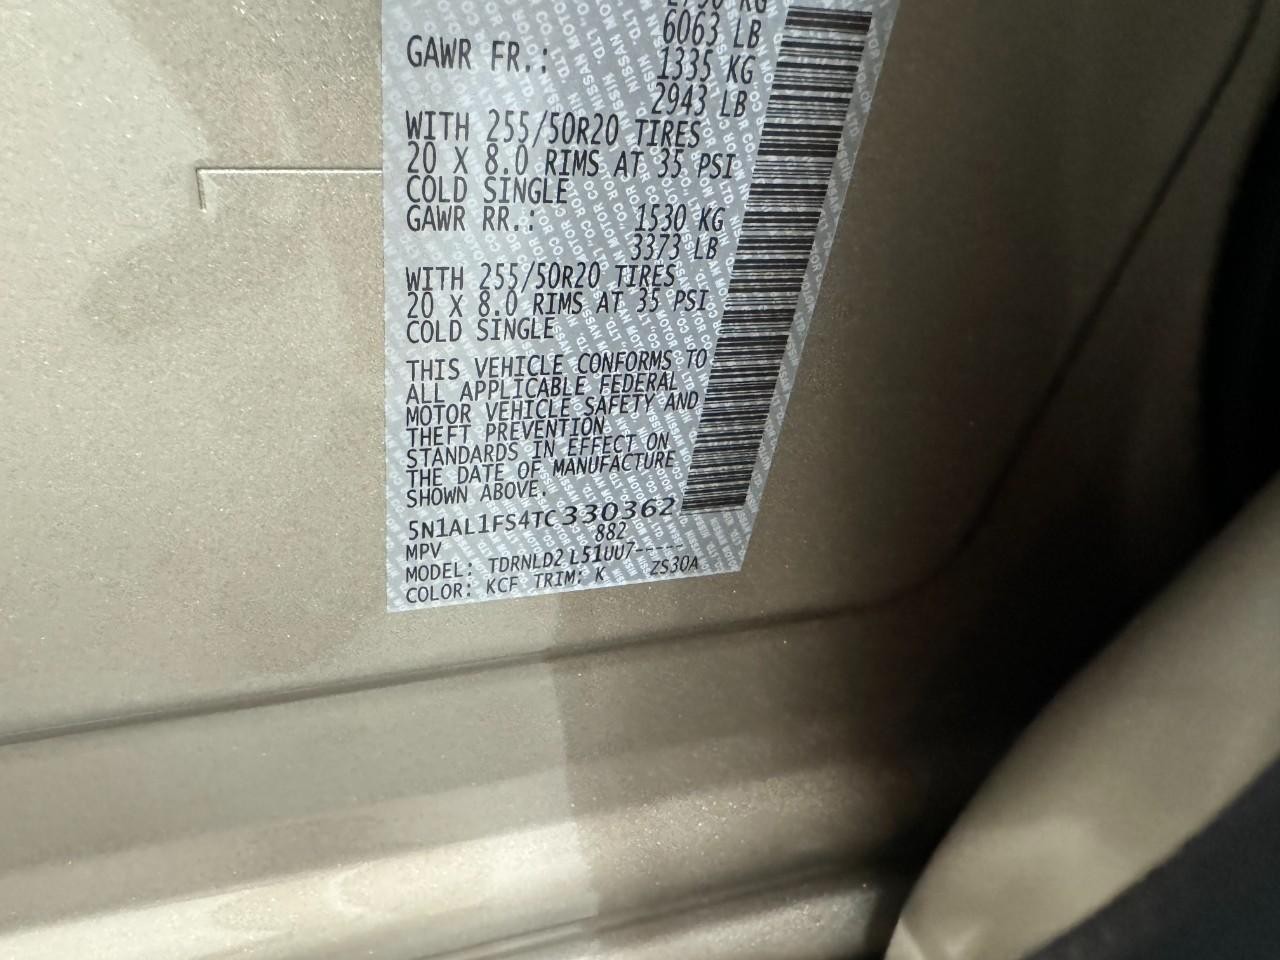 6063 LB
GAWR FR.: 1335 KG
2943 LB
WITH 255/50R20 TIRES
20 X 8.0 RIMS AT 35 PSI
COLD SINGLE
GAWR RR.: 1530 KG
3373 LB
WITH 255/50R20 TIRES
20 X 8.0 RIMS AT 35 PSI
COLD SINGLE
THIS VEHICLE CONFORMS TO
ALL APPLICABLE FEDERAL
MOTOR VEHICLE SAFETY AND
THEFT PREVENTION
STANDARDS IN EFFECT ON
THE DATE OF MANUFACTURE
SHOWN ABOVE.
5N1AL1FS4TC330362
MPV 882
MODEL: TDRNLD2 L51UU7-----
COLOR: KCF TRIM: K ZS30A